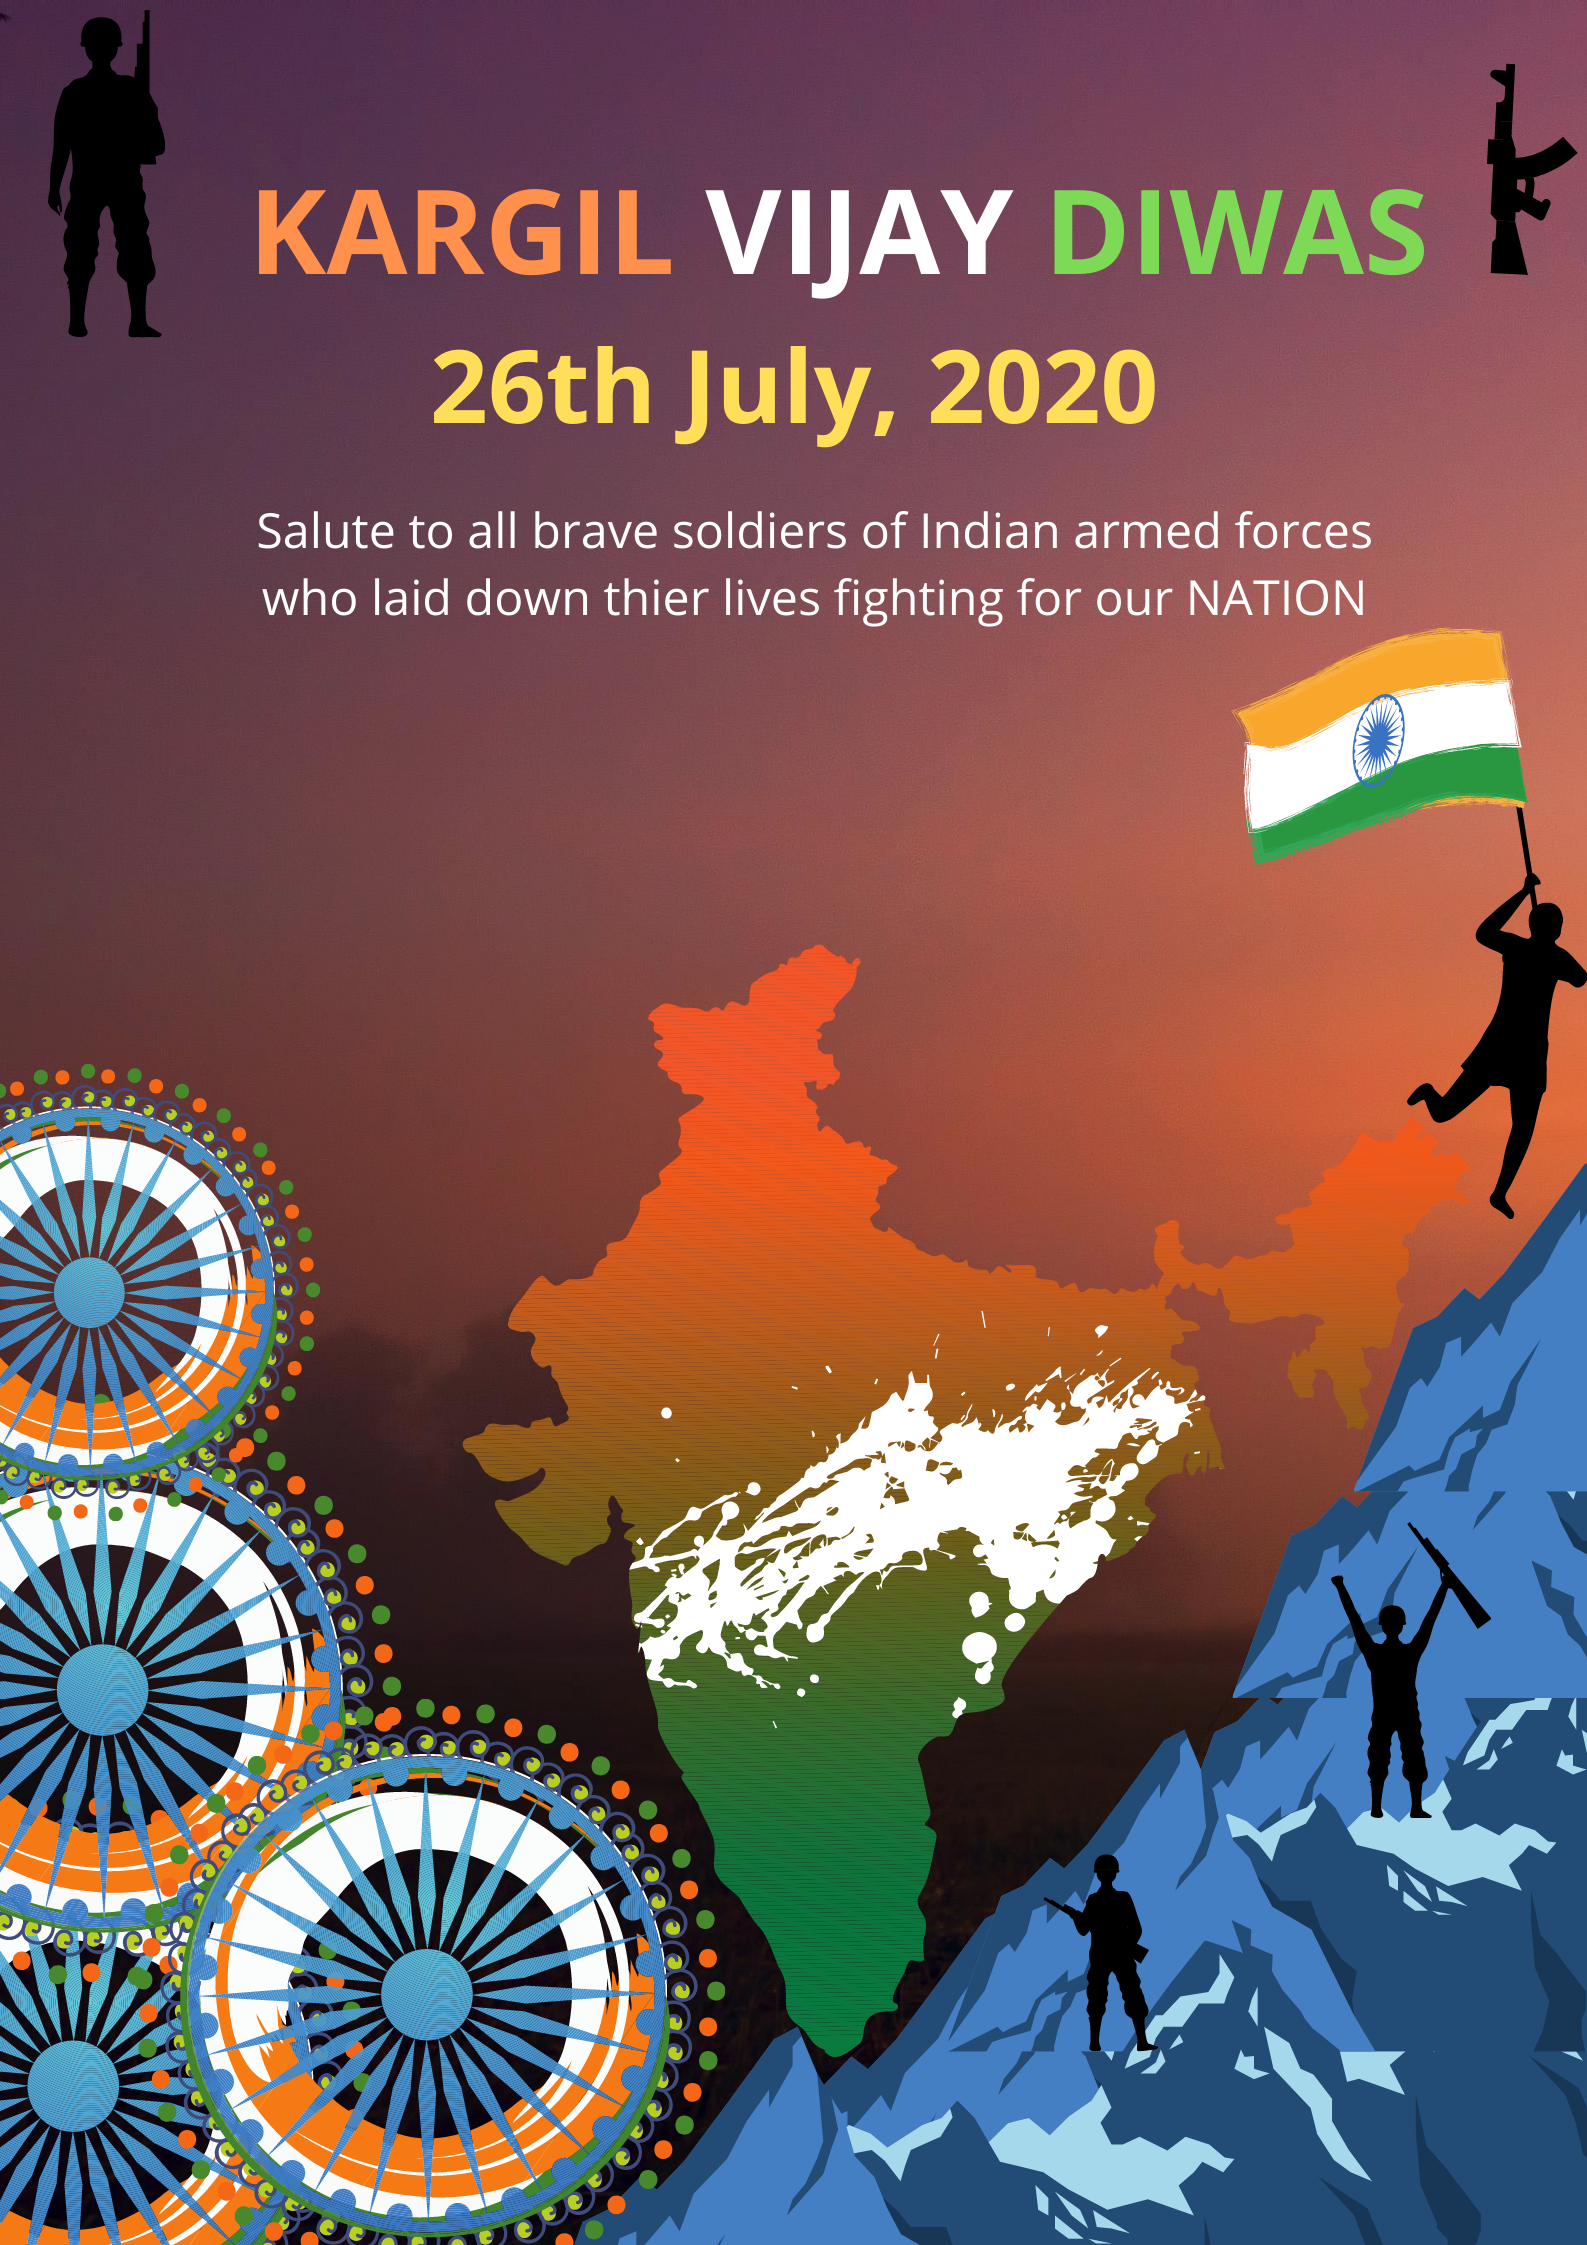 KARGIL VIJAY DIWAS
26th July, 2020
Salute to all brave soldiers of Indian armed forces
who laid down thier lives fighting for our NATION